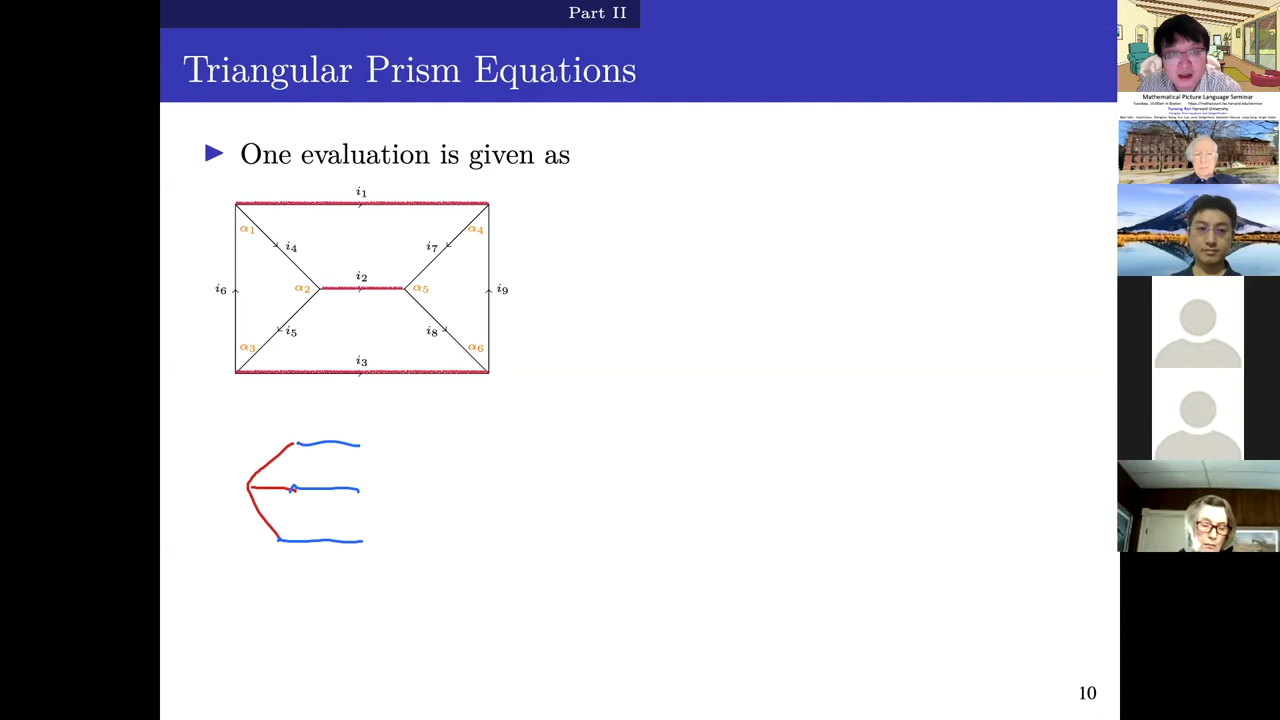 Part II
Triangular Prism Equations
One evaluation is given as
i1
α1
α4
i4
i7
i2
i6
α2
α5
i9
i5
i8
α3
α6
i3
10
Mathematical Picture Language Seminar